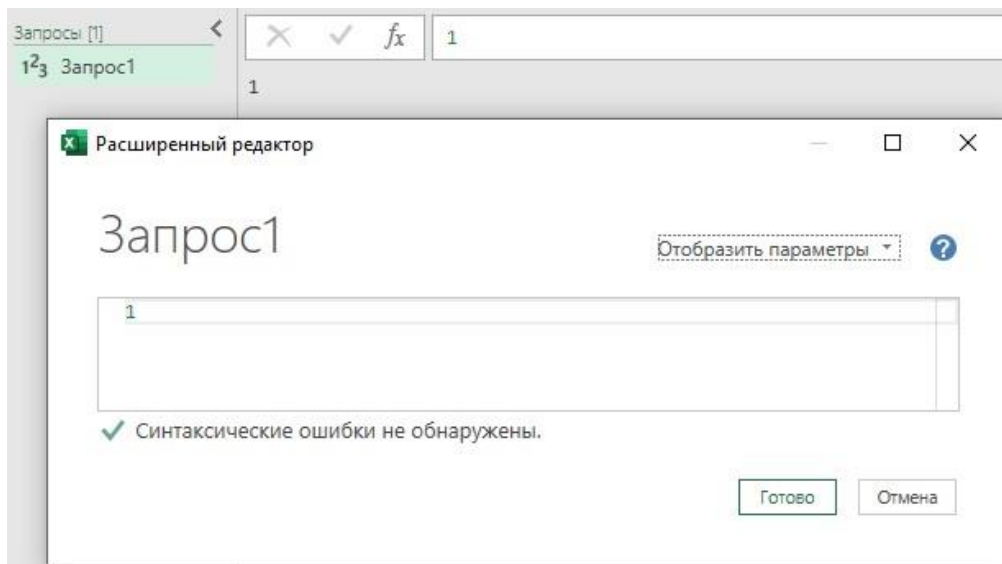 Запросы [1]
fx 1
1²3 Запрос1
1
Расширенный редактор
Запрос1
Отобразить параметры
?
1
Синтаксические ошибки не обнаружены.
Готово Отмена